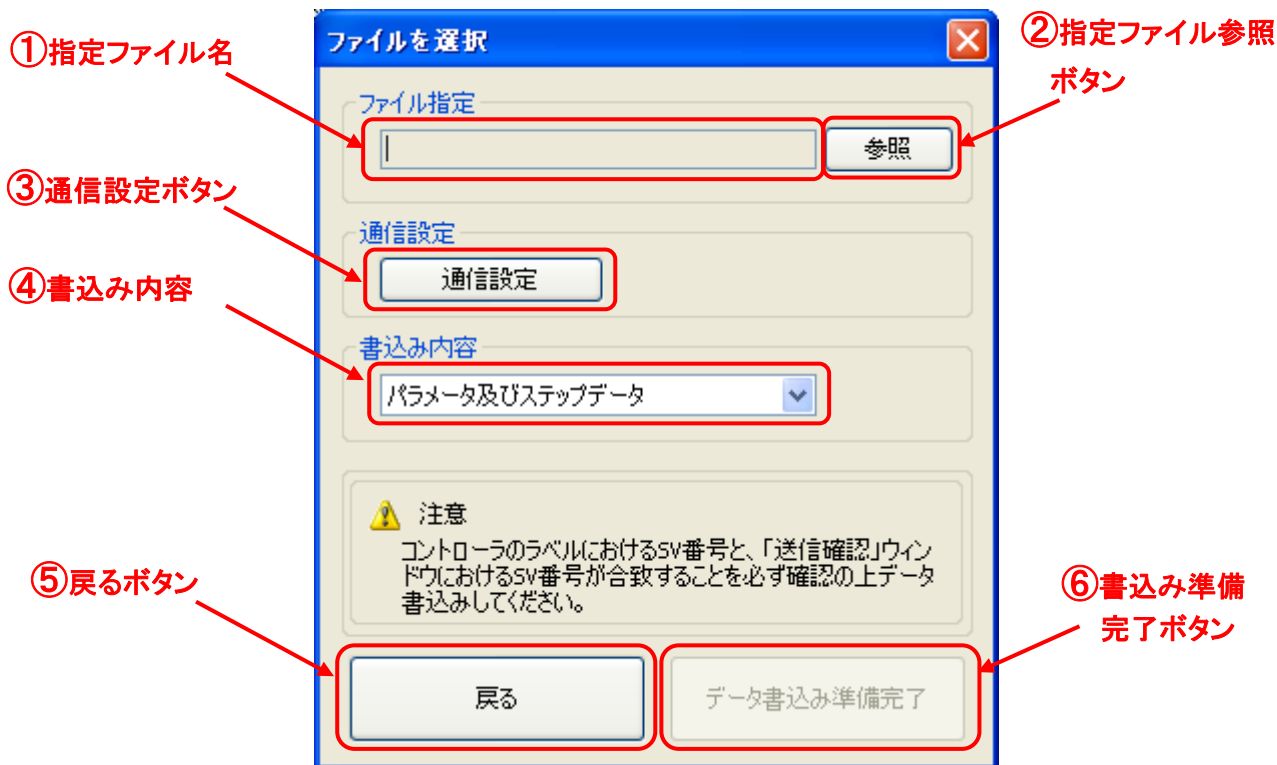 ファイルを選択
①指定ファイル名
②指定ファイル参照
ボタン
ファイル指定
参照
③通信設定ボタン
通信設定
通信設定
④書込み内容
書込み内容
パラメータ及びステップデータ
注意
コントローラのラベルにおけるSV番号と、「送信確認」ウィン
ドウにおけるSV番号が合致することを必ず確認の上データ
書込みしてください。
⑤戻るボタン
⑥書込み準備
完了ボタン
戻る
データ書込み準備完了